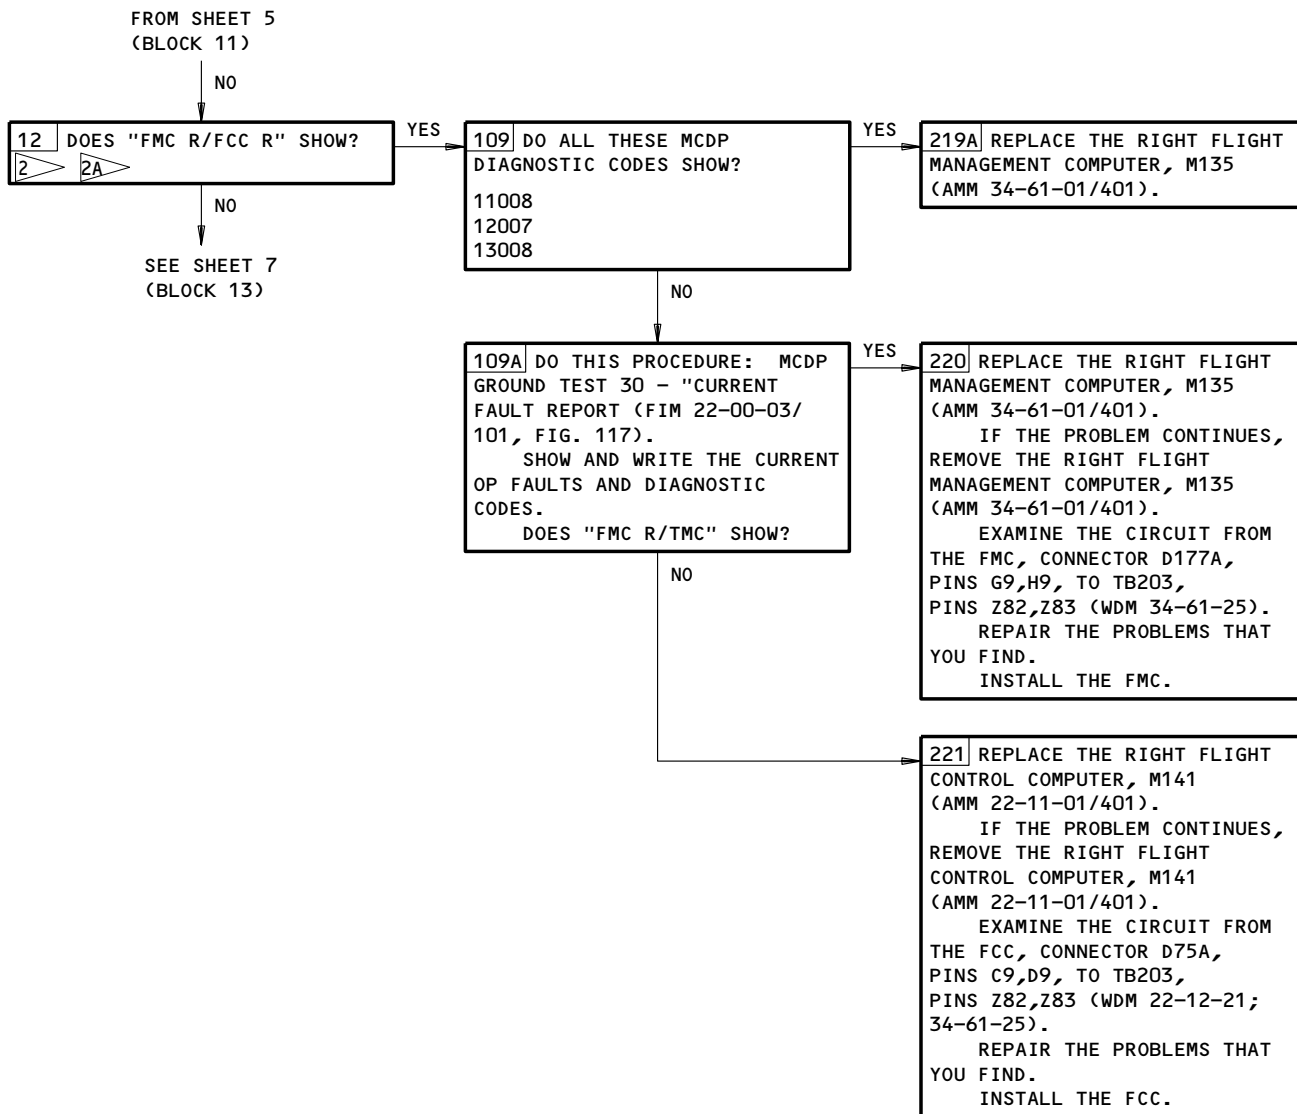 FROM SHEET 5
(BLOCK 11)
NO
12 DOES "FMC R/FCC R" SHOW?
2 2A
YES
NO
SEE SHEET 7
(BLOCK 13)
109 DO ALL THESE MCDP
DIAGNOSTIC CODES SHOW?
11008
12007
13008
YES
219A REPLACE THE RIGHT FLIGHT
MANAGEMENT COMPUTER, M135
(AMM 34-61-01/401).
NO
109A DO THIS PROCEDURE: MCDP
GROUND TEST 30 - "CURRENT
FAULT REPORT (FIM 22-00-03/
101, FIG. 117).
SHOW AND WRITE THE CURRENT
OP FAULTS AND DIAGNOSTIC
CODES.
DOES "FMC R/TMC" SHOW?
YES
220 REPLACE THE RIGHT FLIGHT
MANAGEMENT COMPUTER, M135
(AMM 34-61-01/401).
IF THE PROBLEM CONTINUES,
REMOVE THE RIGHT FLIGHT
MANAGEMENT COMPUTER, M135
(AMM 34-61-01/401).
EXAMINE THE CIRCUIT FROM
THE FMC, CONNECTOR D177A,
PINS G9,H9, TO TB203,
PINS Z82,Z83 (WDM 34-61-25).
REPAIR THE PROBLEMS THAT
YOU FIND.
INSTALL THE FMC.
NO
221 REPLACE THE RIGHT FLIGHT
CONTROL COMPUTER, M141
(AMM 22-11-01/401).
IF THE PROBLEM CONTINUES,
REMOVE THE RIGHT FLIGHT
CONTROL COMPUTER, M141
(AMM 22-11-01/401).
EXAMINE THE CIRCUIT FROM
THE FCC, CONNECTOR D75A,
PINS C9,D9, TO TB203,
PINS Z82,Z83 (WDM 22-12-21;
34-61-25).
REPAIR THE PROBLEMS THAT
YOU FIND.
INSTALL THE FCC.